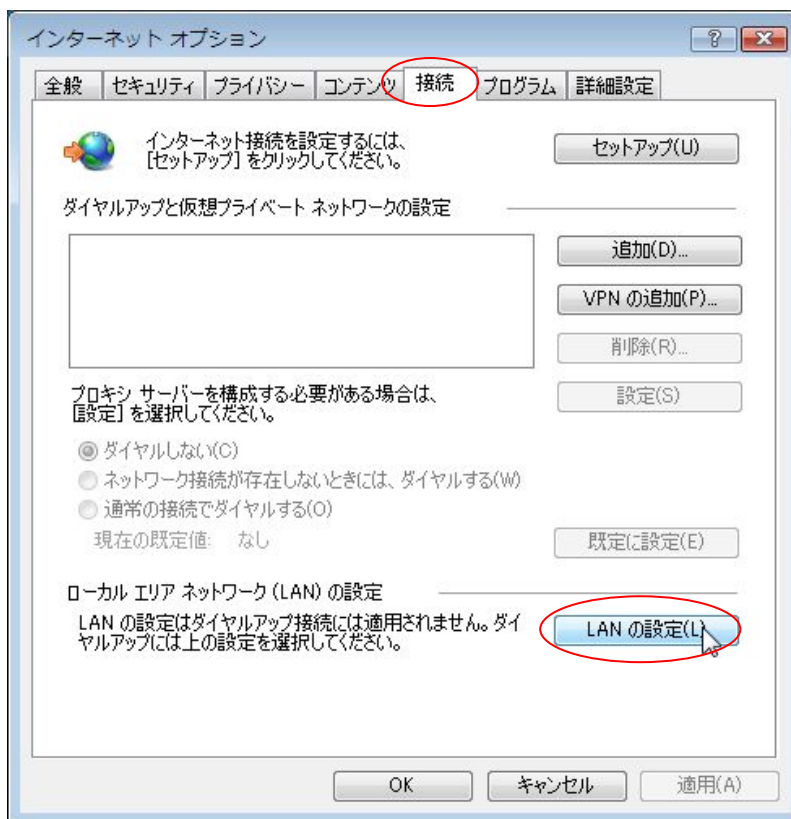 インターネット オプション
全般 セキュリティ プライバシー コンテンツ 接続 プログラム 詳細設定
インターネット接続を設定するには、
[セットアップ] をクリックしてください。
セットアップ(U)
ダイヤルアップと仮想プライベート ネットワークの設定
追加(D)...
VPN の追加(P)...
削除(R)...
プロキシ サーバーを構成する必要がある場合は、
[設定] を選択してください。
設定(S)
ダイヤルしない(C)
ネットワーク接続が存在しないときには、ダイヤルする(W)
通常の接続でダイヤルする(O)
現在の既定値: なし
既定に設定(E)
ローカル エリア ネットワーク (LAN) の設定
LAN の設定はダイヤルアップ接続には適用されません。ダイ
ヤルアップには上の設定を選択してください。
LAN の設定(L)
OK キャンセル 適用(A)